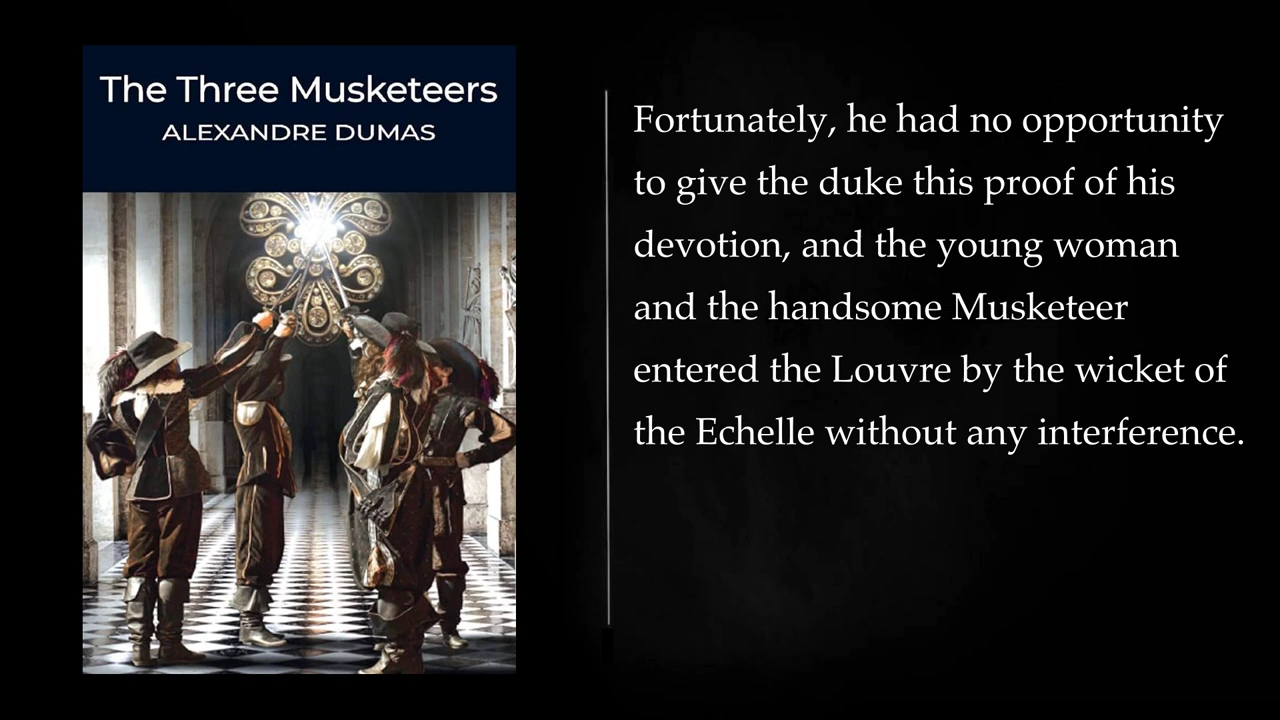 The Three Musketeers
ALEXANDRE DUMAS
Fortunately, he had no opportunity
to give the duke this proof of his
devotion, and the young woman
and the handsome Musketeer
entered the Louvre by the wicket of
the Echelle without any interference.